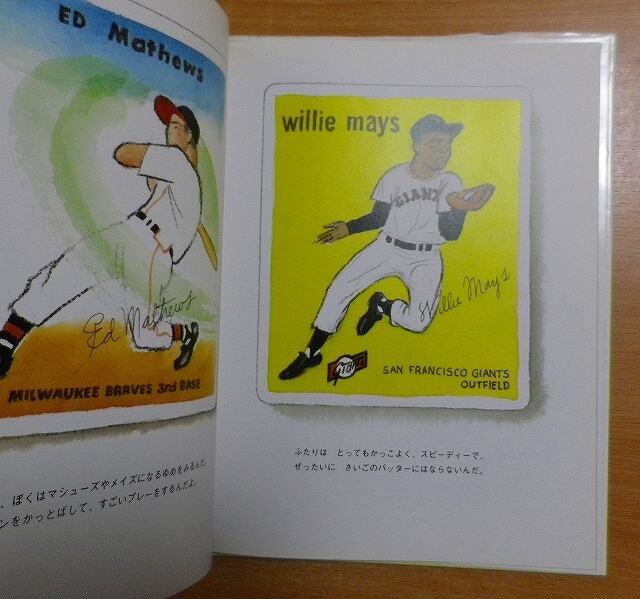 ED Mathews
Ed Mathews
MILWAUKEE BRAVES 3rd BASE
、ぼくはマシューズやメイズになるゆめをみるんだ。
ンをかっとばして、すごいプレーをするんだよ。
willie mays
GIANT
Willie Mays
SAN FRANCISCO GIANTS
OUTFIELD
ふたりは とってもかっこよく、スピーディーで、
ぜったいに さいごのバッターにはならないんだ。